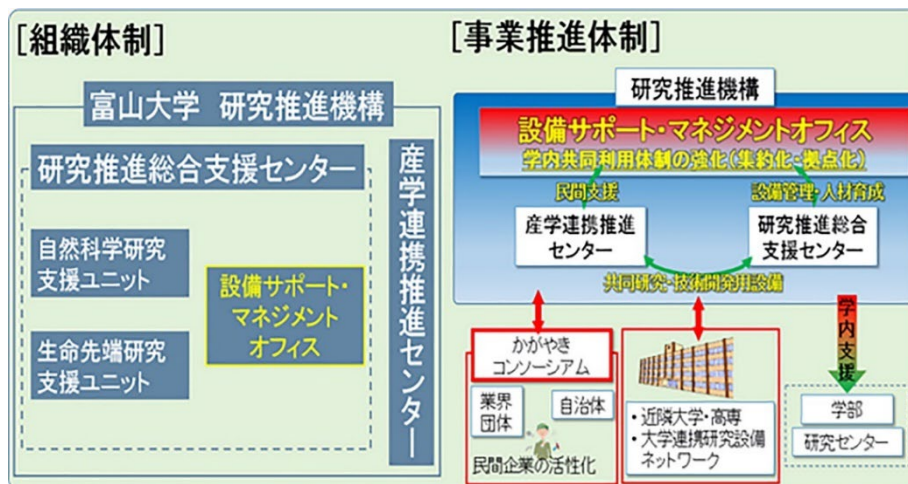 [組織体制]
富山大学 研究推進機構
研究推進総合支援センター
自然科学研究
支援ユニット
生命先端研究
支援ユニット
設備サポート・
マネジメント
オフィス
産学連携推進センター
[事業推進体制]
研究推進機構
設備サポート・マネジメントオフィス
学内共同利用体制の強化(集約化・拠点化)
民間支援
設備管理・人材育成
産学連携推進
センター
研究推進総合
支援センター
共同研究・技術開発用設備
かがやき
コンソーシアム
業界
団体
自治体
民間企業の活性化
・近隣大学・高専
・大学連携研究設備
ネットワーク
学内支援
学部
研究センター